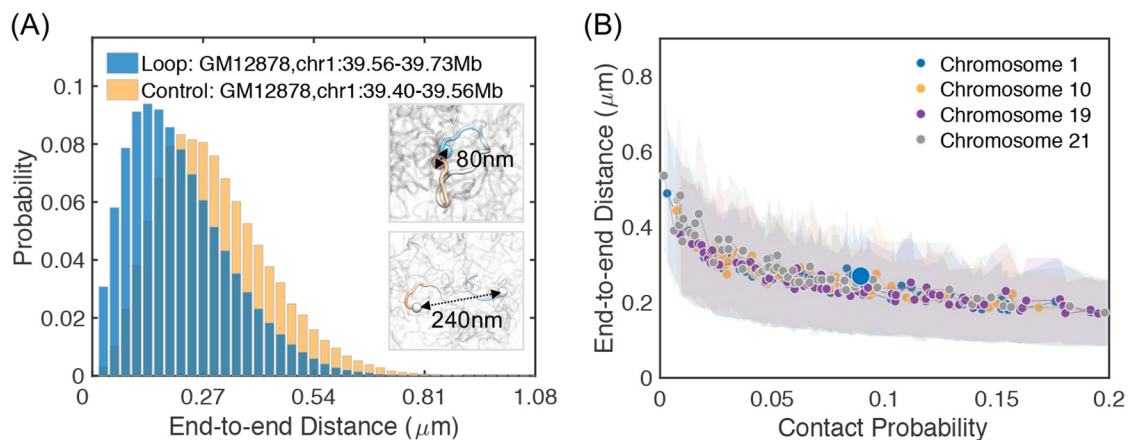 (A)
Probability
0.1
0.08
0.06
0.04
0.02
0
Loop: GM12878,chr1:39.56-39.73Mb
Control: GM12878,chr1:39.40-39.56Mb
80nm
240nm
0 0.27 0.54 0.81 1.08
End-to-end Distance (μm)
(B)
End-to-end Distance (μm)
0.8
0.6
0.4
0.2
0
Chromosome 1
Chromosome 10
Chromosome 19
Chromosome 21
0 0.05 0.1 0.15 0.2
Contact Probability